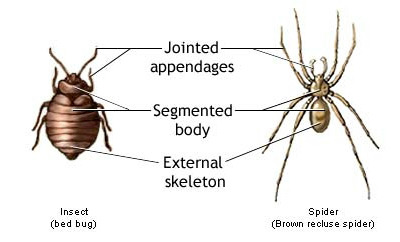 Jointed
appendages
Segmented
body
External
skeleton
Insect
(bed bug)
Spider
(Brown recluse spider)